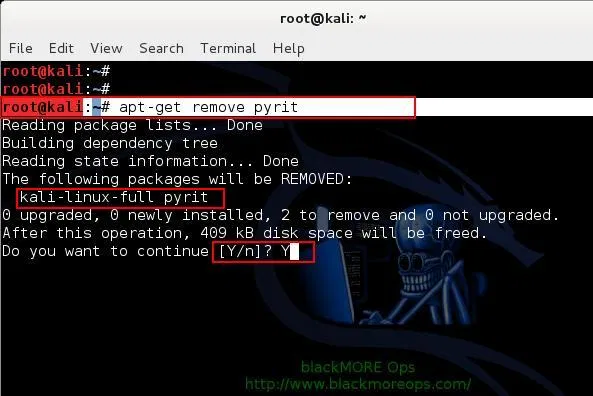 root@kali: ~
File Edit View Search Terminal Help
root@kali:~#
root@kali:~#
root@kali:~# apt-get remove pyrit
Reading package lists... Done
Building dependency tree
Reading state information... Done
The following packages will be REMOVED:
kali-linux-full pyrit
0 upgraded, 0 newly installed, 2 to remove and 0 not upgraded.
After this operation, 409 kB disk space will be freed.
Do you want to continue [Y/n]? Y
blackMORE Ops
http://www.blackmoreops.com/